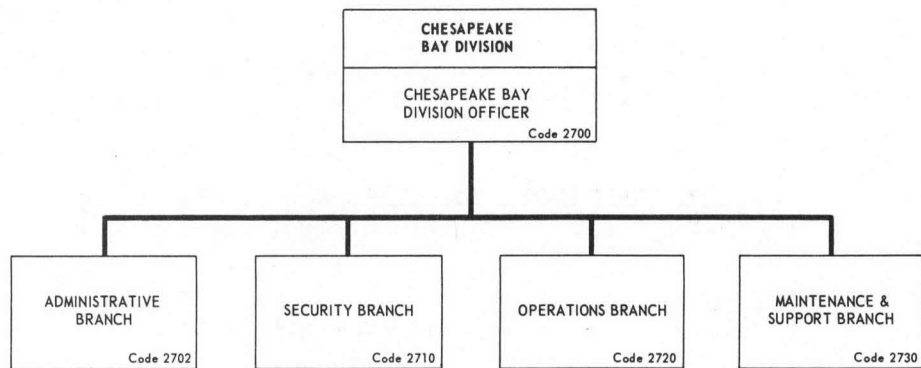 CHESAPEAKE
BAY DIVISION
CHESAPEAKE BAY
DIVISION OFFICER
Code 2700
ADMINISTRATIVE
BRANCH
Code 2702
SECURITY BRANCH
Code 2710
OPERATIONS BRANCH
Code 2720
MAINTENANCE &
SUPPORT BRANCH
Code 2730